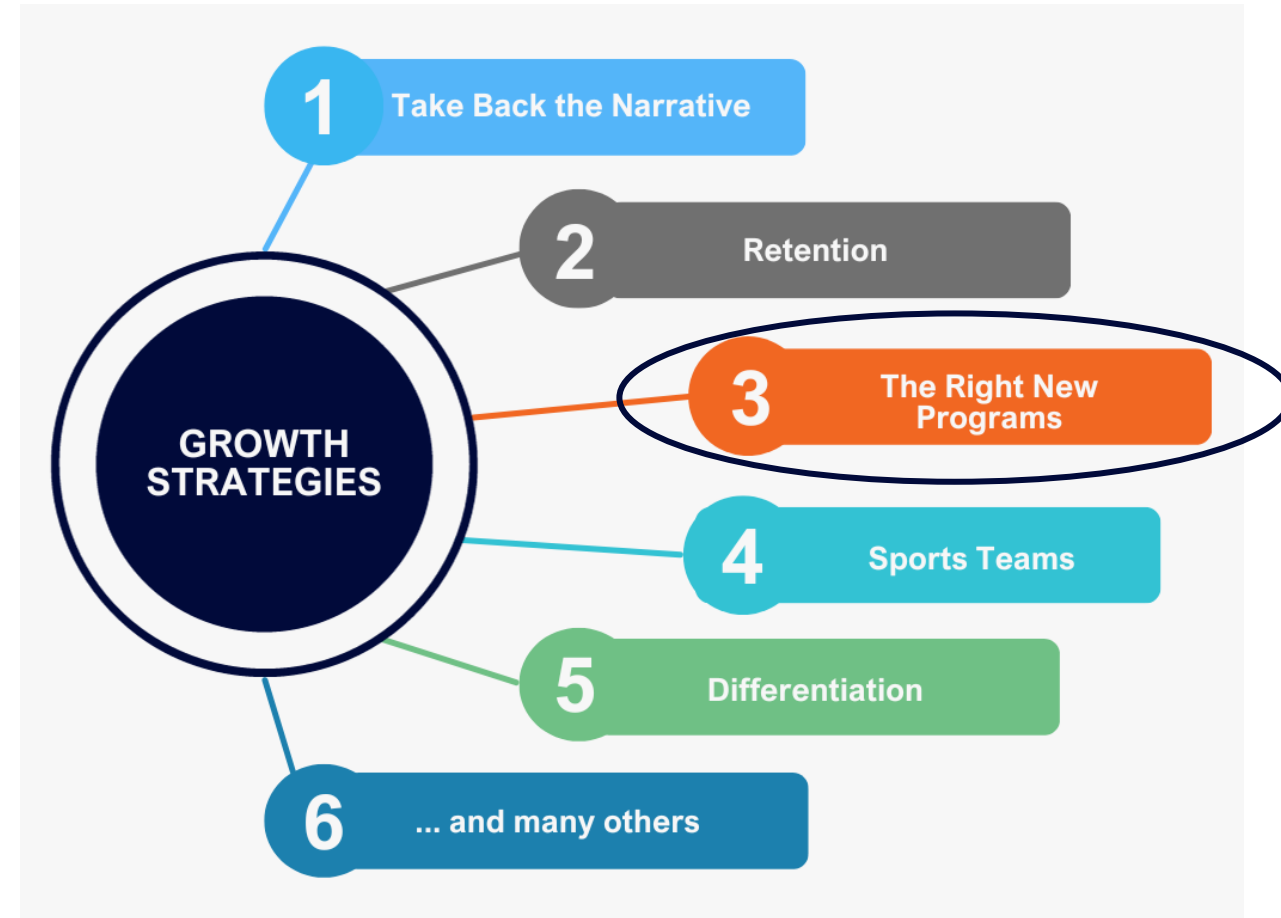 1
Take Back the Narrative
2
Retention
3
The Right New
Programs
GROWTH
STRATEGIES
4
Sports Teams
5
Differentiation
6
... and many others